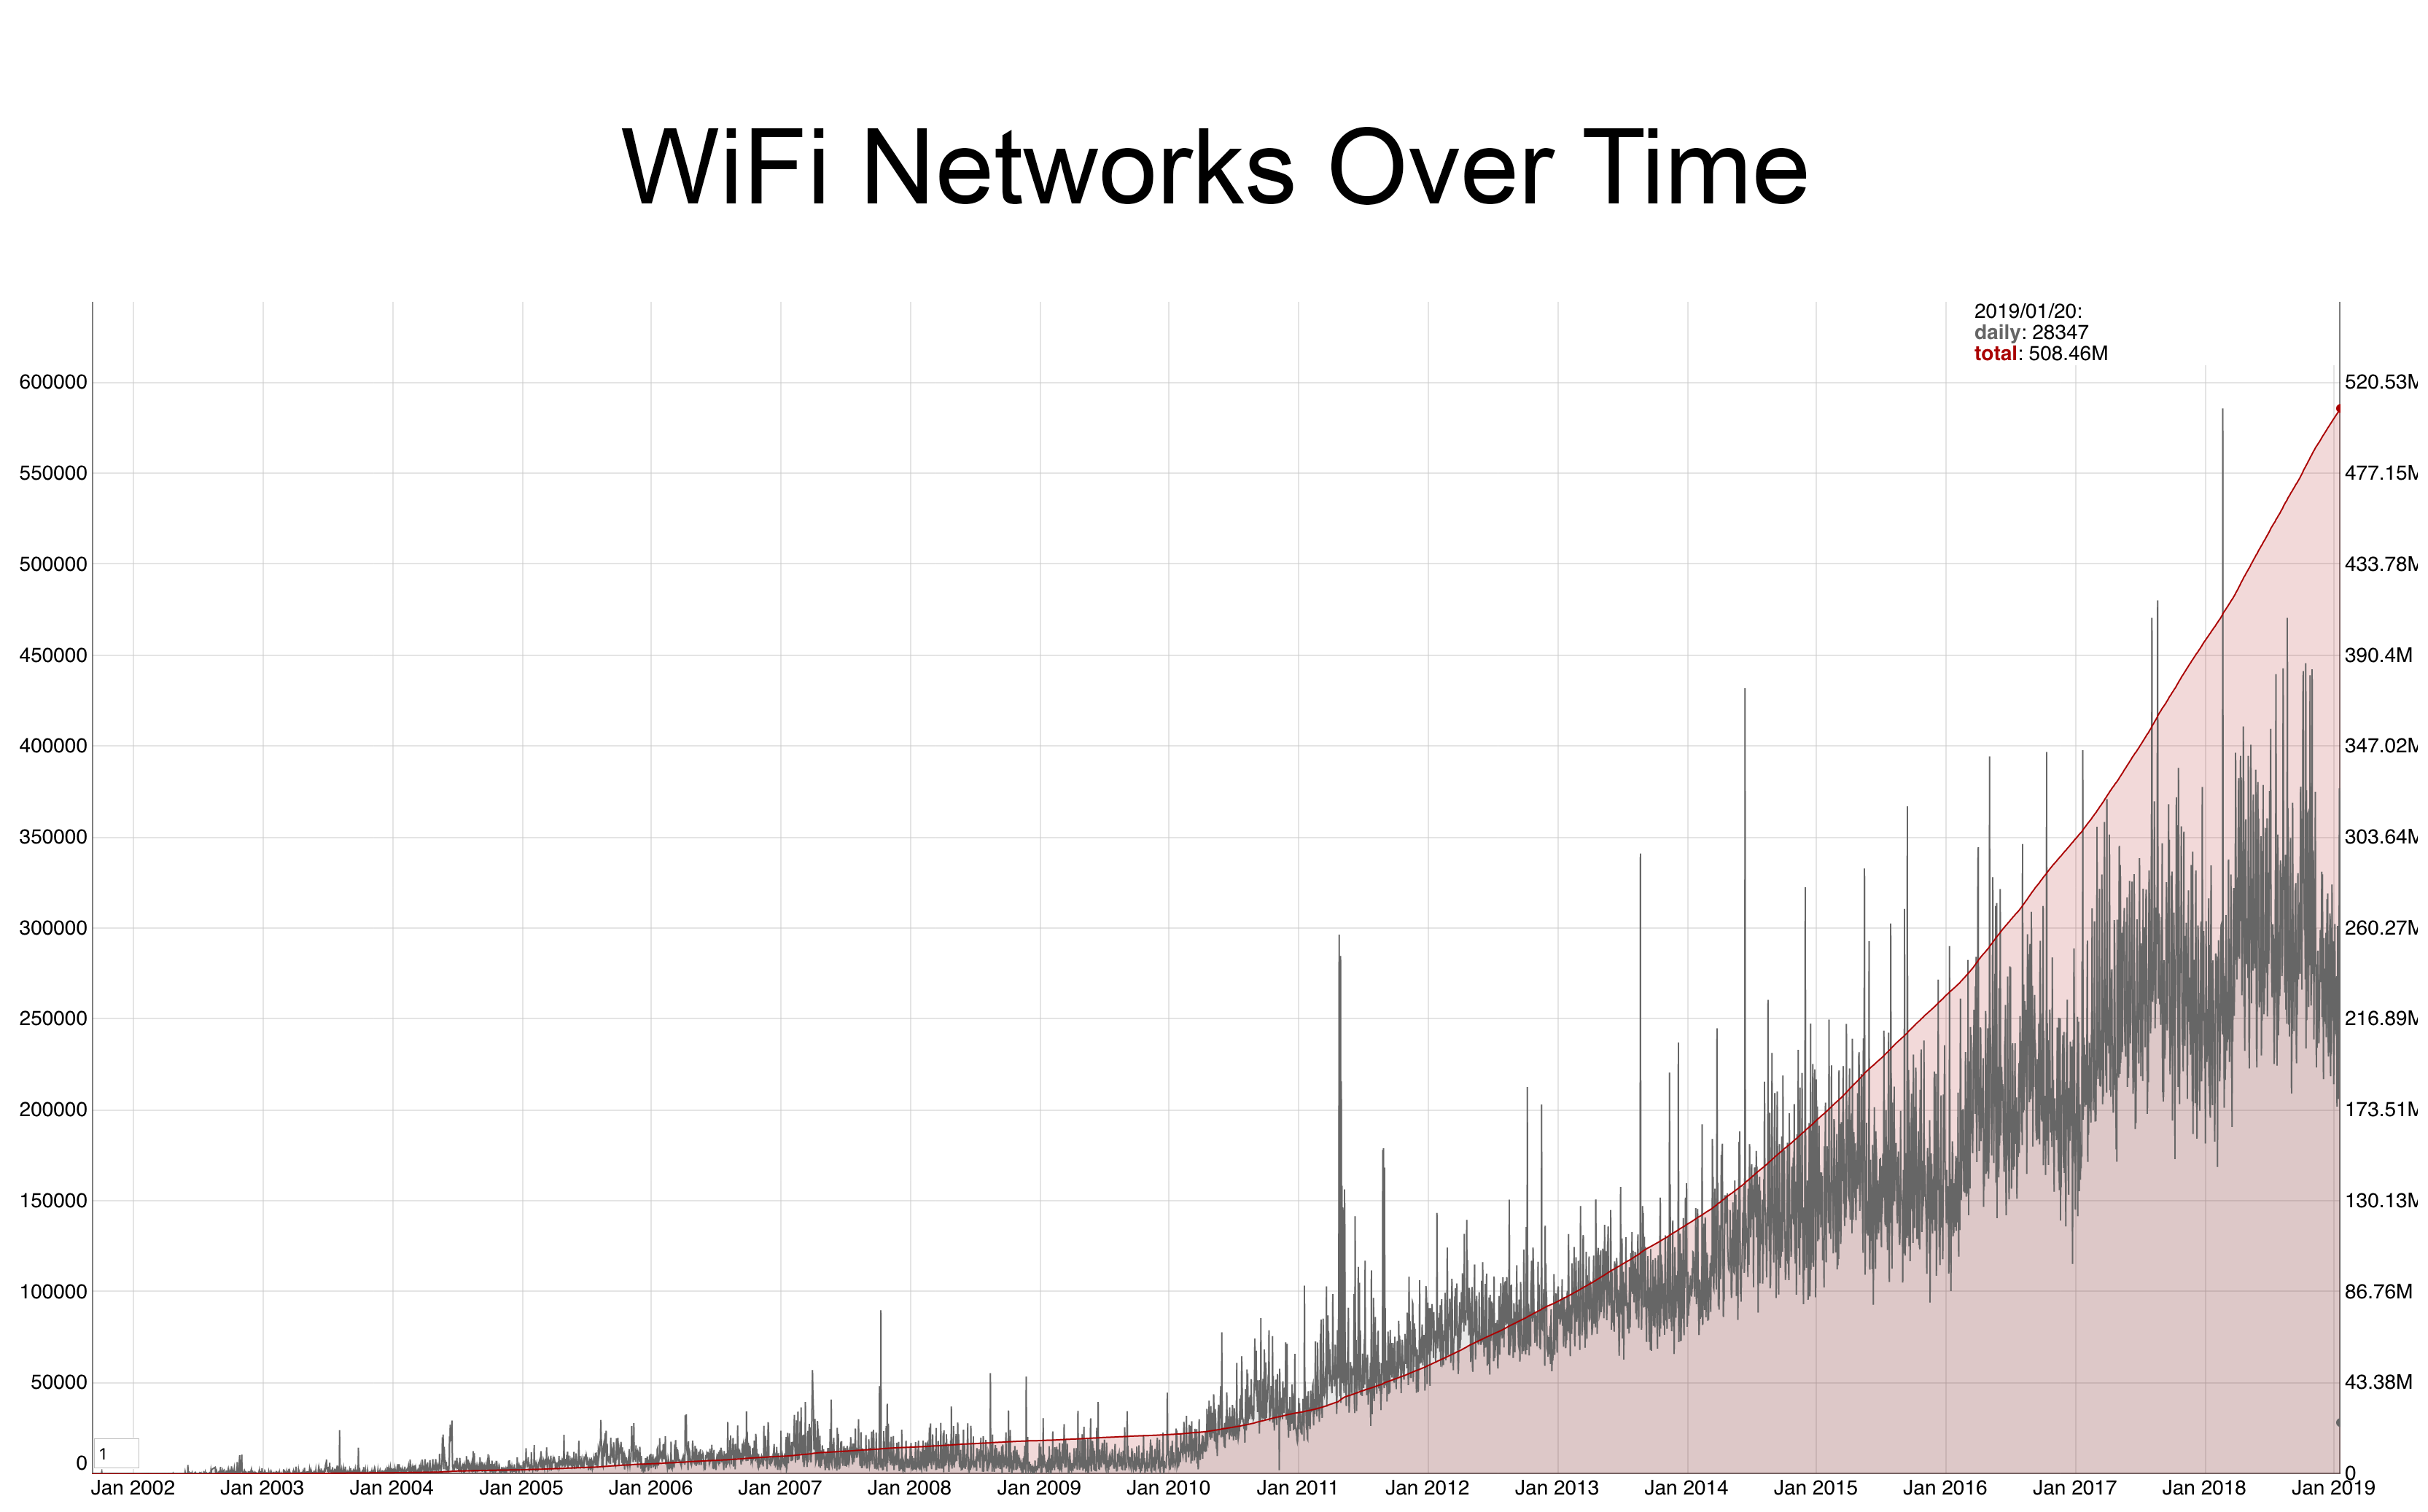 WiFi Networks Over Time
2019/01/20:
daily: 28347
total: 508.46M
600000
550000
500000
450000
400000
350000
300000
250000
200000
150000
100000
50000
0
1
520.53M
477.15M
433.78M
390.4M
347.02M
303.64M
260.27M
216.89M
173.51M
130.13M
86.76M
43.38M
0
Jan 2002 Jan 2003 Jan 2004 Jan 2005 Jan 2006 Jan 2007 Jan 2008 Jan 2009 Jan 2010 Jan 2011 Jan 2012 Jan 2013 Jan 2014 Jan 2015 Jan 2016 Jan 2017 Jan 2018 Jan 2019